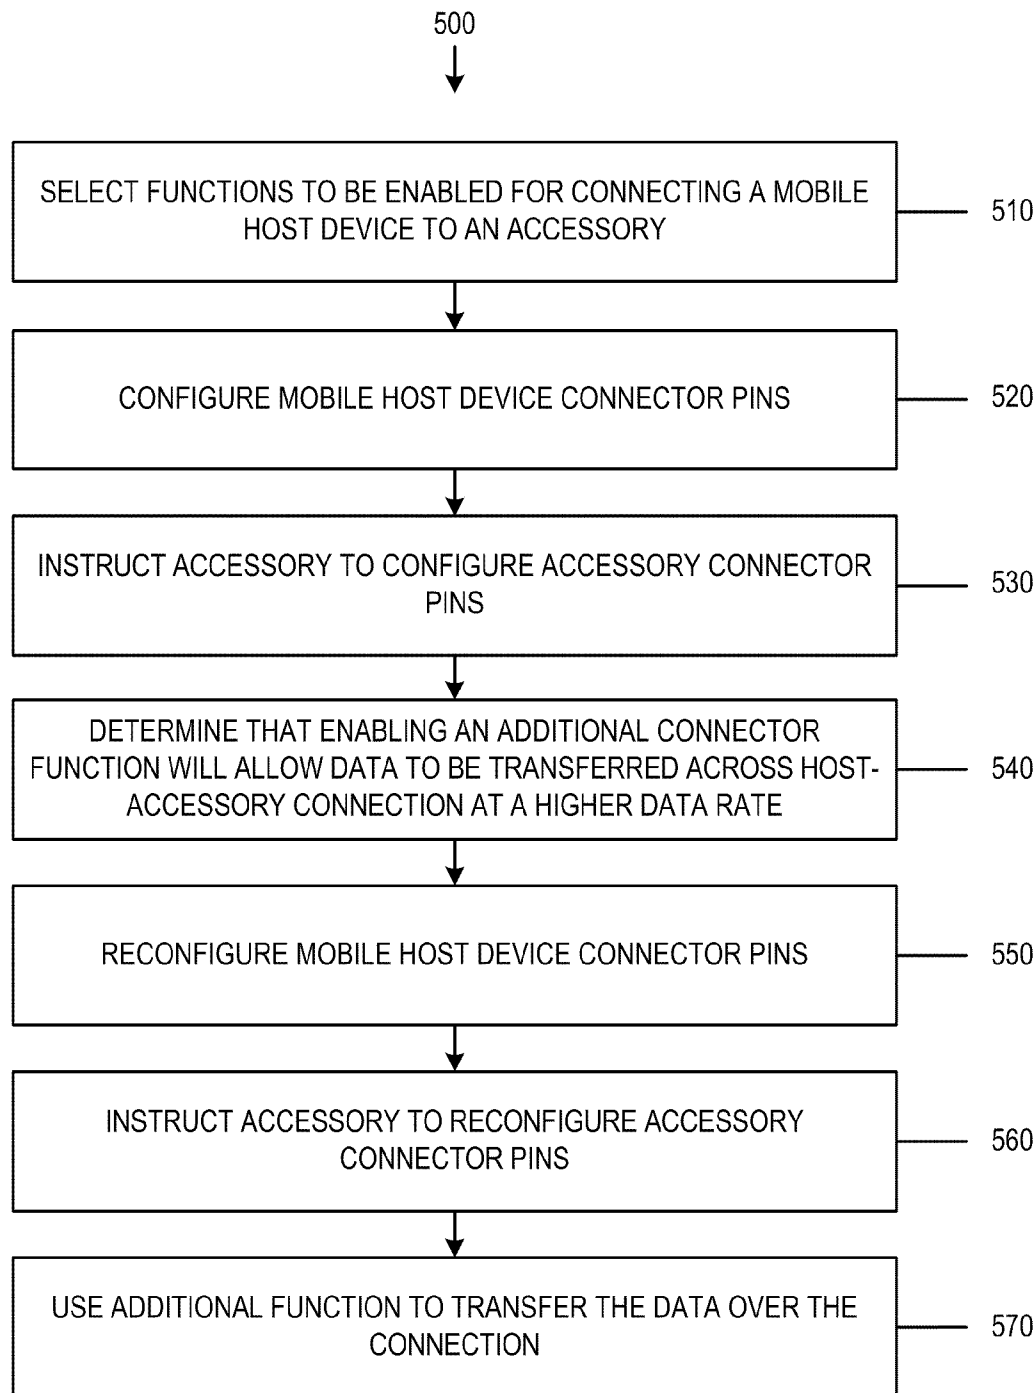 500
SELECT FUNCTIONS TO BE ENABLED FOR CONNECTING A MOBILE
HOST DEVICE TO AN ACCESSORY
510
CONFIGURE MOBILE HOST DEVICE CONNECTOR PINS
520
INSTRUCT ACCESSORY TO CONFIGURE ACCESSORY CONNECTOR
PINS
530
DETERMINE THAT ENABLING AN ADDITIONAL CONNECTOR
FUNCTION WILL ALLOW DATA TO BE TRANSFERRED ACROSS HOST-
ACCESSORY CONNECTION AT A HIGHER DATA RATE
540
RECONFIGURE MOBILE HOST DEVICE CONNECTOR PINS
550
INSTRUCT ACCESSORY TO RECONFIGURE ACCESSORY
CONNECTOR PINS
560
USE ADDITIONAL FUNCTION TO TRANSFER THE DATA OVER THE
CONNECTION
570